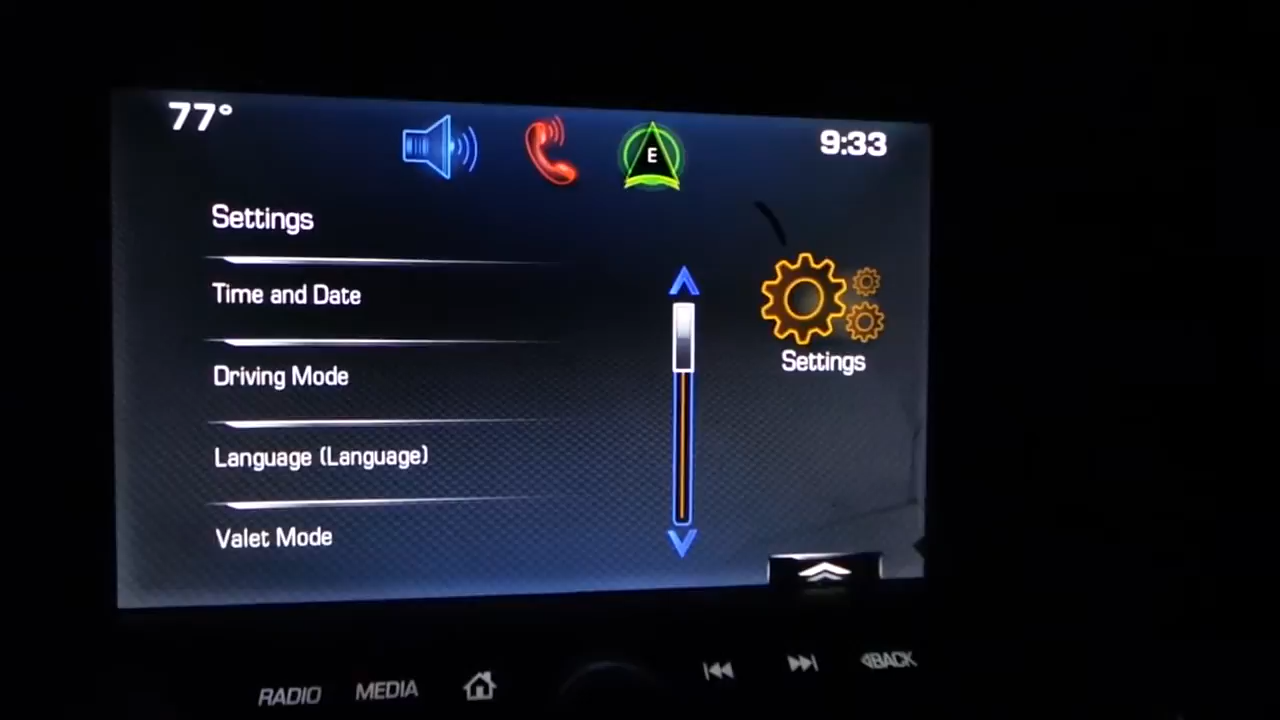 77°
E
9:33
Settings
Time and Date
Driving Mode
Language (Language)
Valet Mode
Settings
RADIO
MEDIA
BACK